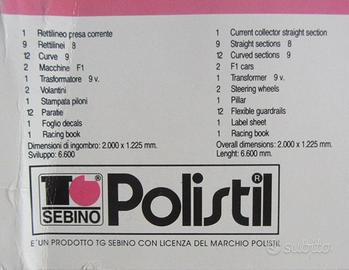 1 Rettilineo presa corrente
9 Rettilinei 8
12 Curve 9
2 Macchine F1
1 Trasformatore 9 v.
2 Volantini
1 Stampata piloni
12 Paratie
1 Foglio decals
1 Racing book
Dimensioni di ingombro: 2.000 x 1.225 mm.
Sviluppo: 6.600
1 Current collector straight section
9 Straight sections 8
12 Curved sections 9
2 F1 cars
1 Transformer 9 v.
2 Steering wheels
1 Pillar
12 Flexible guardrails
1 Label sheet
1 Racing book
Overall dimensions: 2.000 x 1.225 mm.
Lenght: 6.600 mm.
TG
SEBINO
Polistil
®
E' UN PRODOTTO TG SEBINO CON LICENZA DEL MARCHIO POLISTIL
subito